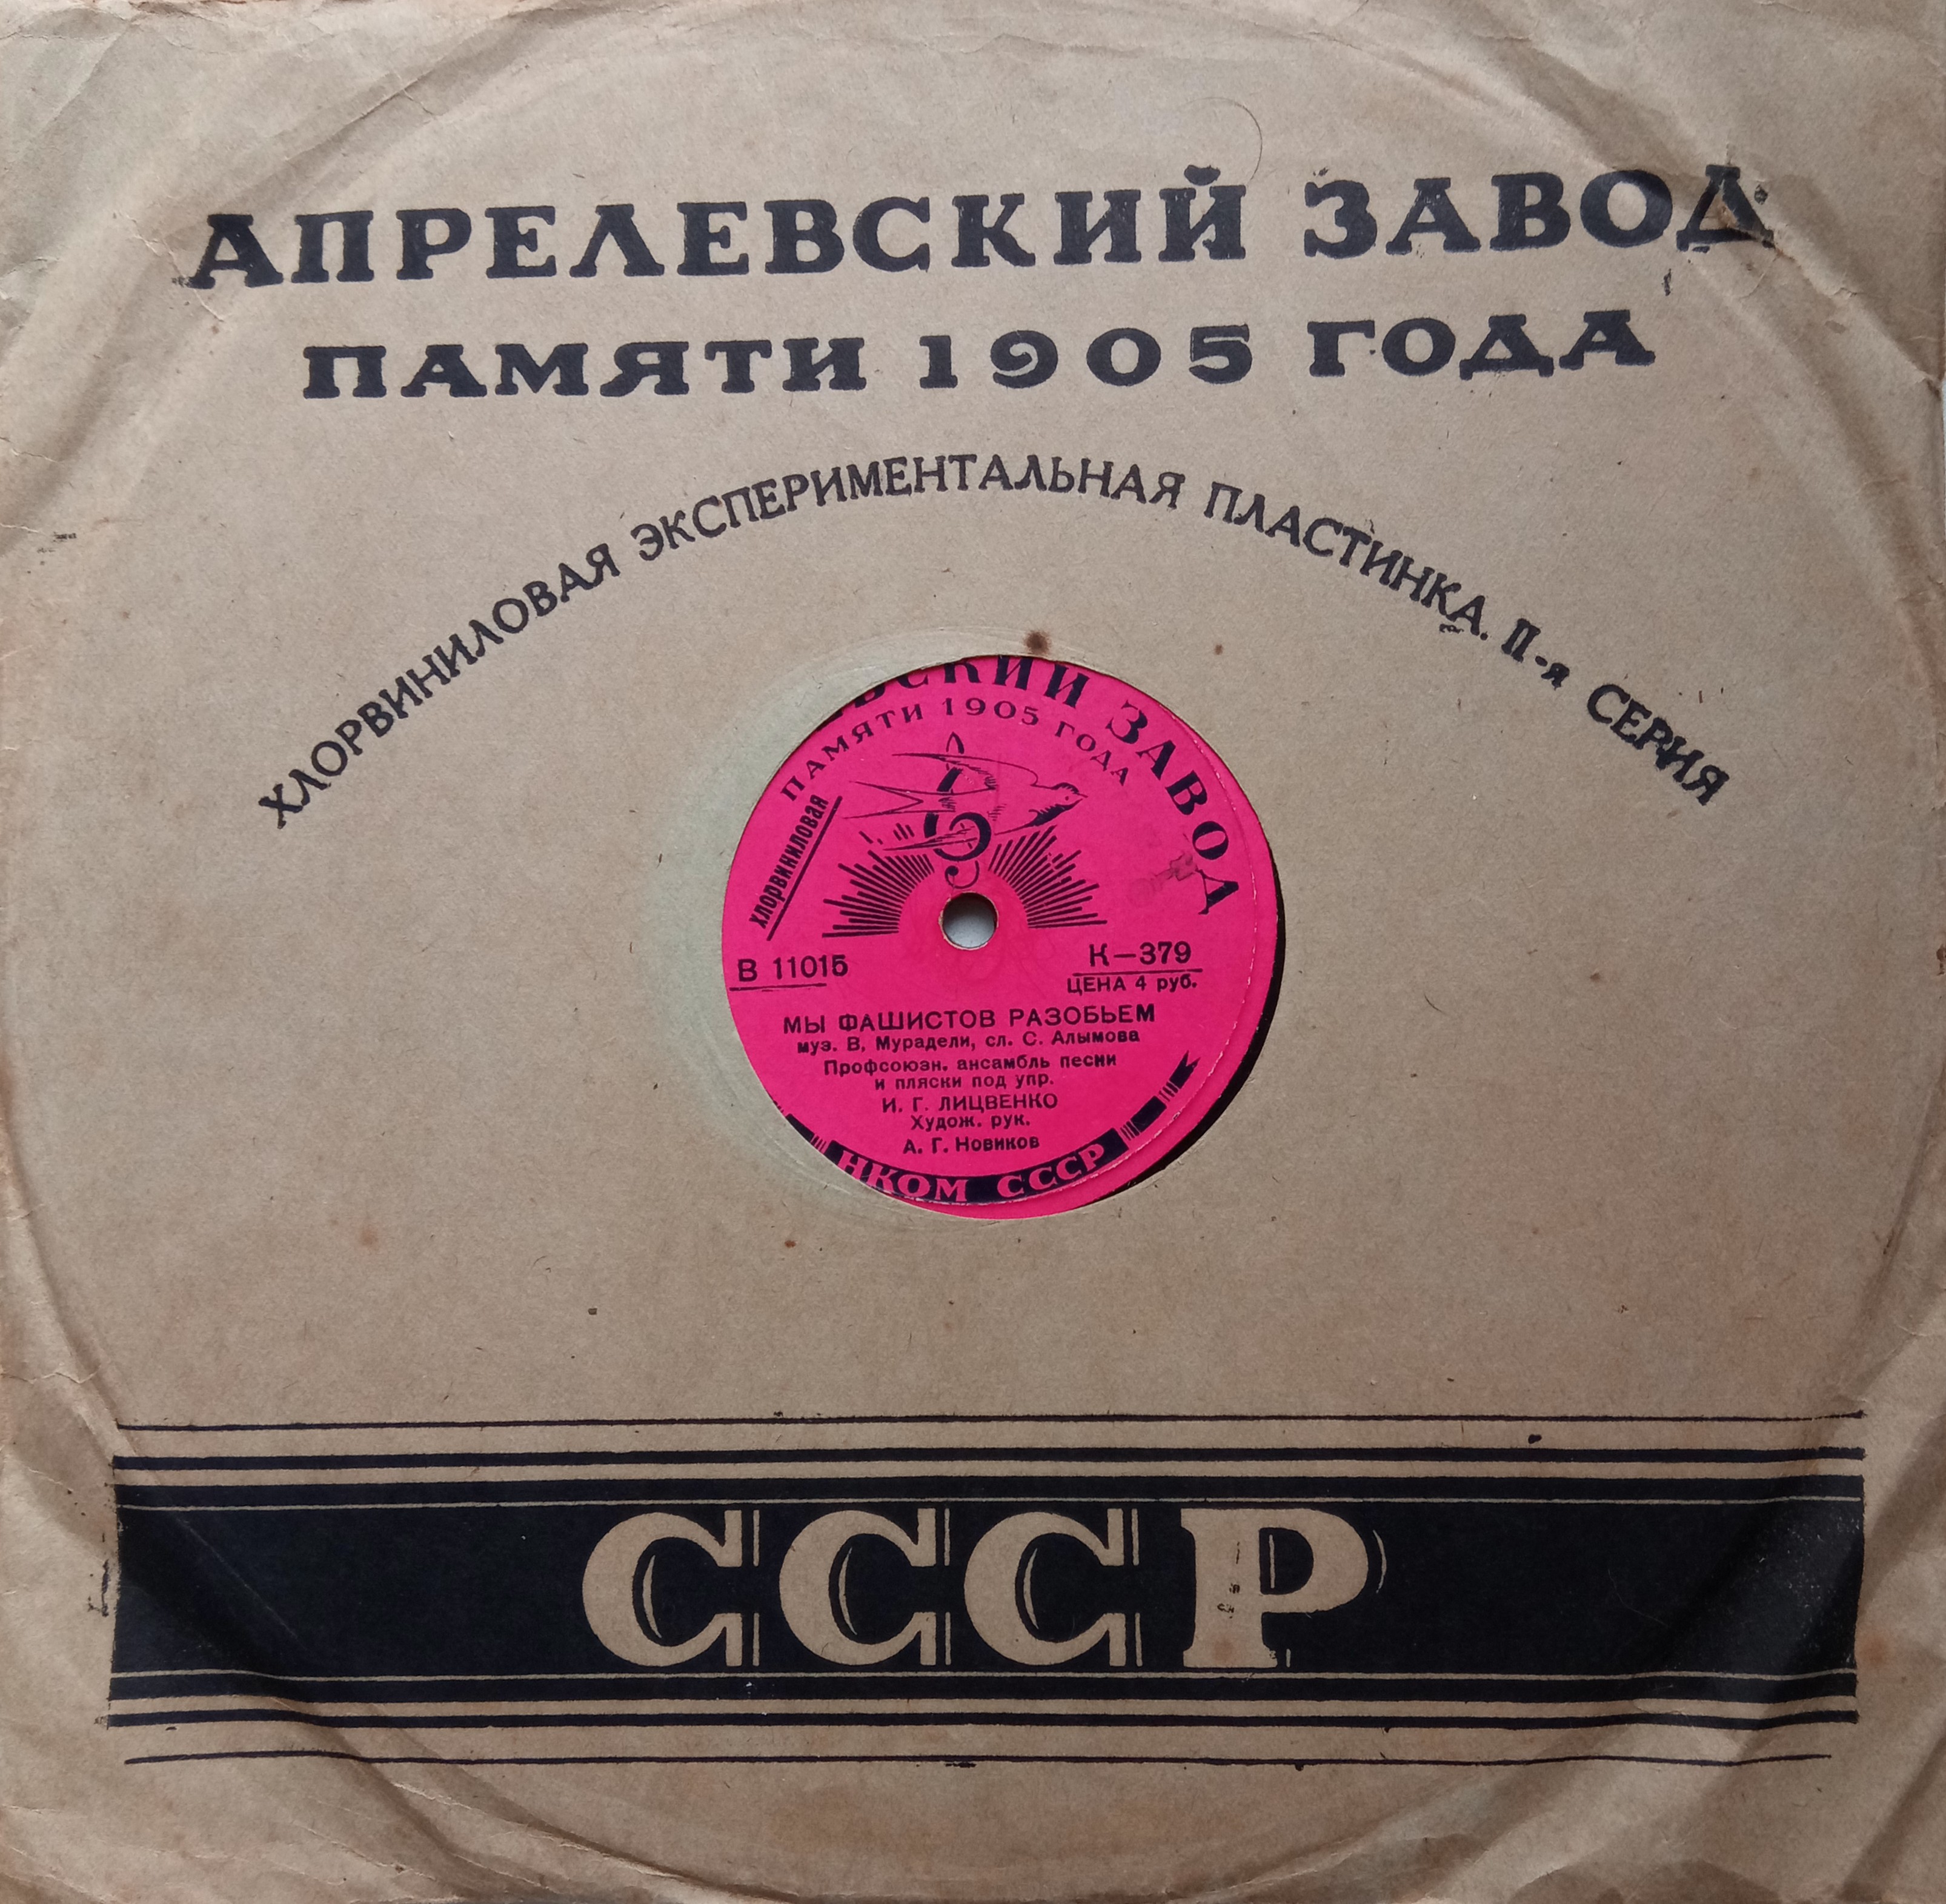 АПРЕЛЕВСКИЙ ЗАВОД
ПАМЯТИ 1905 ГОДА
ХЛОРВИНИЛОВАЯ ЭКСПЕРИМЕНТАЛЬНАЯ ПЛАСТИНКА. II-я СЕРИЯ
ЕВСКИЙ ЗАВОД
ПАМЯТИ 1905 ГОДА
хлорвиниловая
В 11015
К—379
ЦЕНА 4 руб.
МЫ ФАШИСТОВ РАЗОБЬЕМ
муз. В. Мурадели, сл. С. Алымова
Профсоюзн. ансамбль песни
и пляски под упр.
И. Г. ЛИЦВЕНКО
Худож. рук.
А. Г. Новиков
НКОМ СССР
СССР